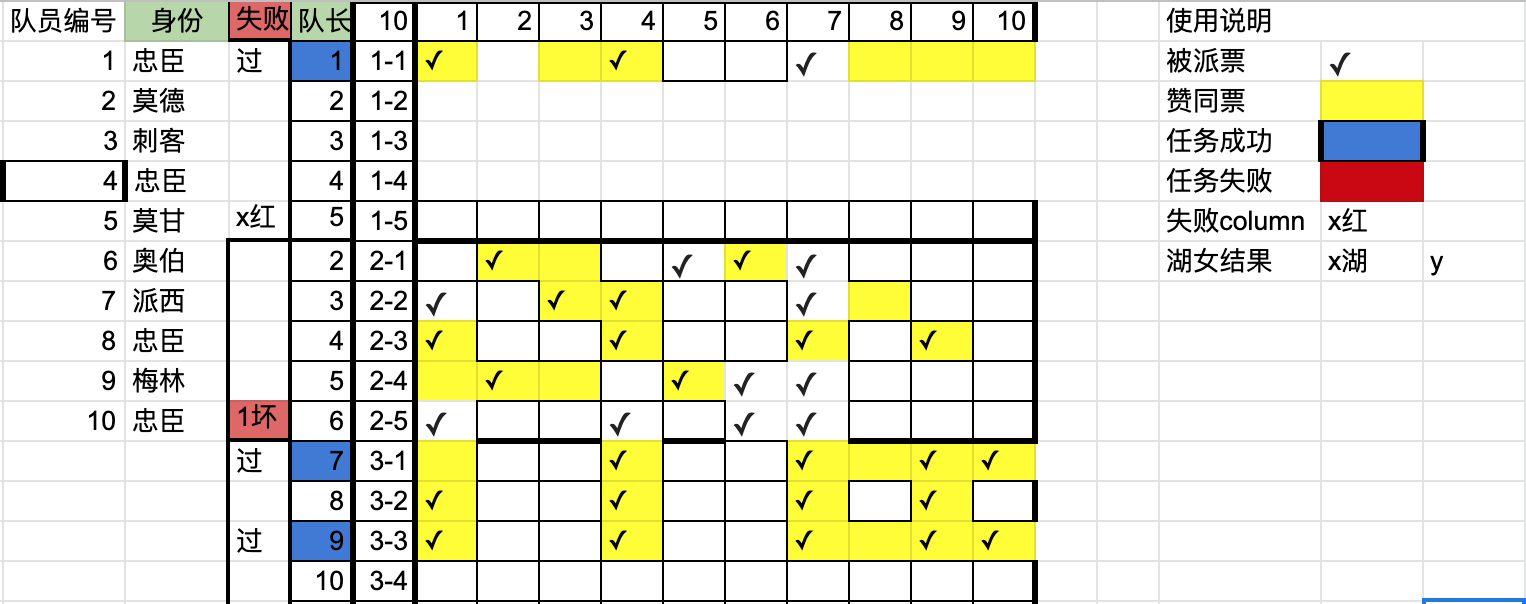 队员编号 身份 失败 队长 10 1 2 3 4 5 6 7 8 9 10 使用说明
1 忠臣 过 1 1-1 ✓ ✓ ✓ 被派票 ✓
2 莫德 2 1-2 赞同票
3 刺客 3 1-3 任务成功
4 忠臣 4 1-4 任务失败
5 莫甘 x红 5 1-5 失败column x红
6 奥伯 2 2-1 ✓ ✓ ✓ ✓ 湖女结果 x湖 y
7 派西 3 2-2 ✓ ✓ ✓ ✓
8 忠臣 4 2-3 ✓ ✓ ✓ ✓
9 梅林 5 2-4 ✓ ✓ ✓ ✓
10 忠臣 1坏 6 2-5 ✓ ✓ ✓ ✓
过 7 3-1 ✓ ✓ ✓ ✓
8 3-2 ✓ ✓ ✓ ✓
过 9 3-3 ✓ ✓ ✓ ✓ ✓
10 3-4